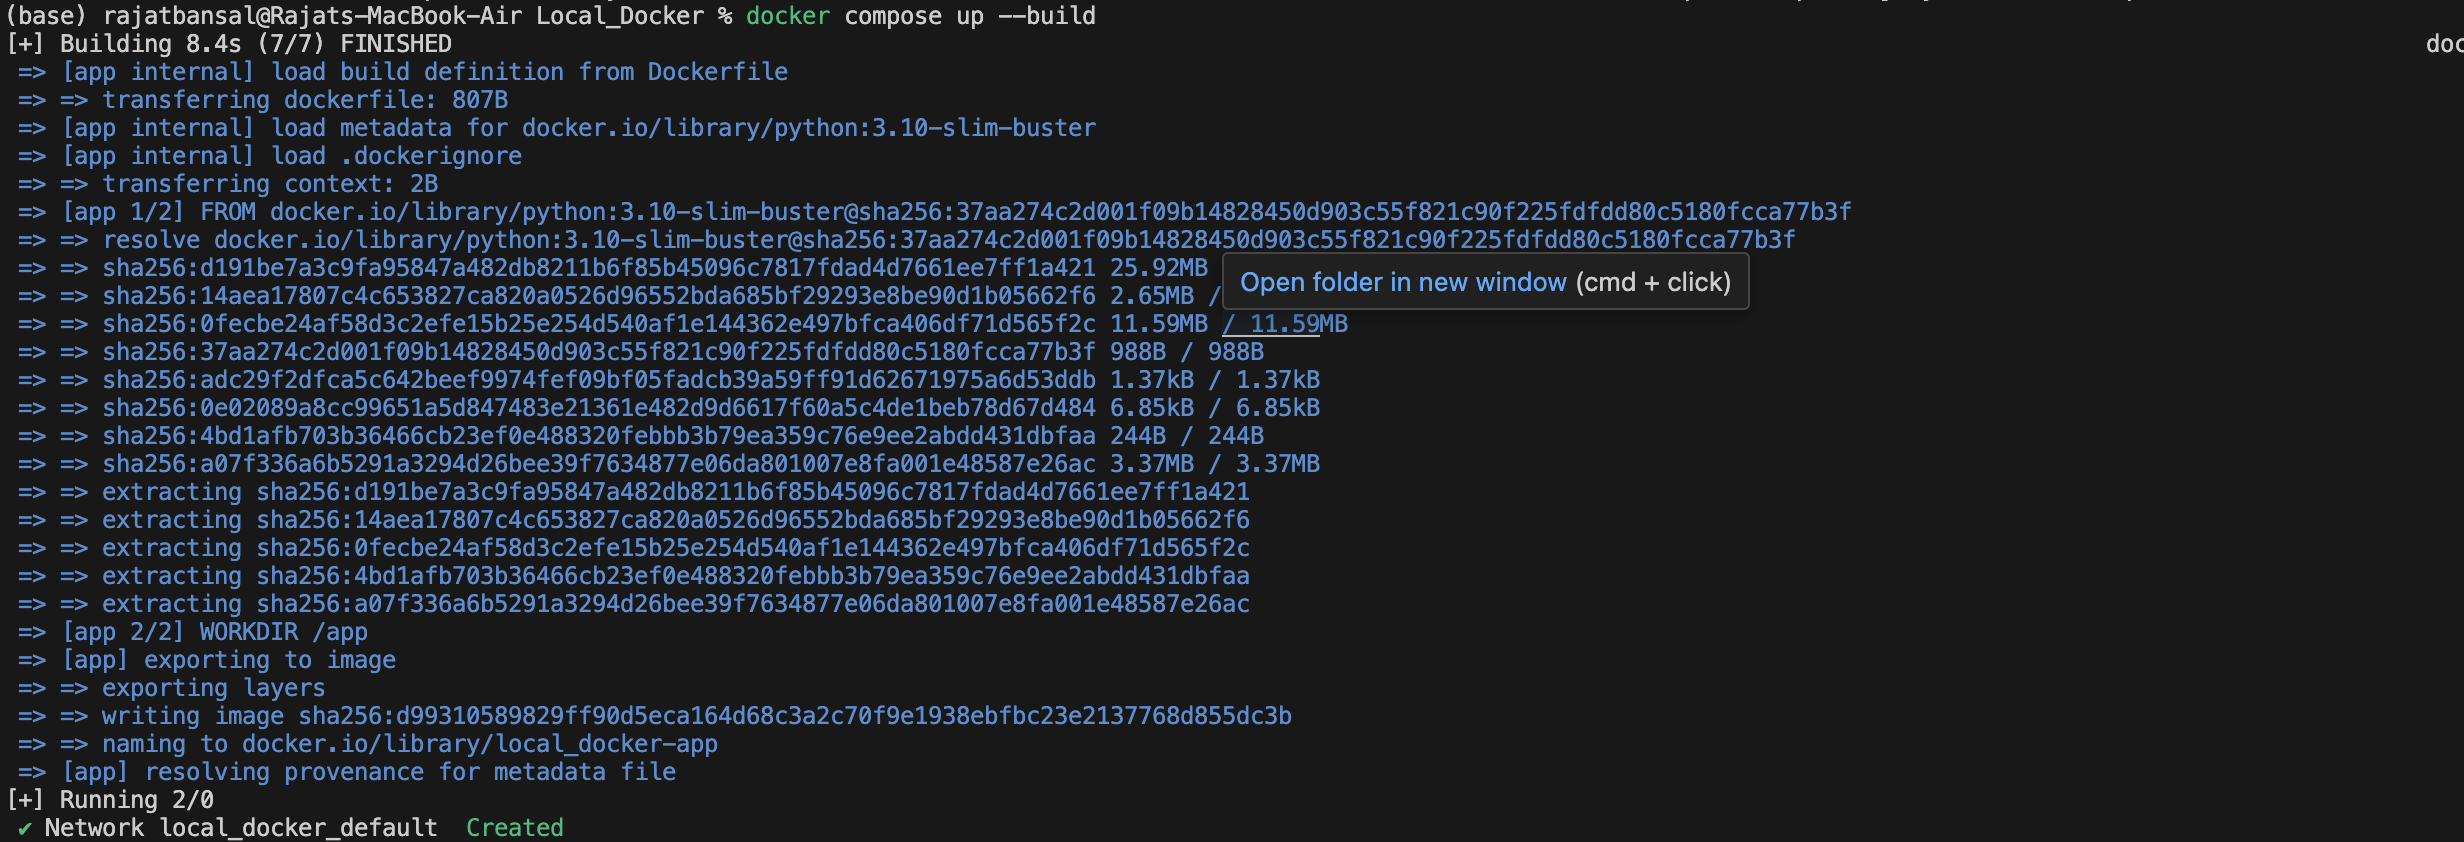 (base) rajatbansal@Rajats-MacBook-Air Local_Docker % docker compose up --build
[+] Building 8.4s (7/7) FINISHED doc
=> [app internal] load build definition from Dockerfile
=> => transferring dockerfile: 807B
=> [app internal] load metadata for docker.io/library/python:3.10-slim-buster
=> [app internal] load .dockerignore
=> => transferring context: 2B
=> [app 1/2] FROM docker.io/library/python:3.10-slim-buster@sha256:37aa274c2d001f09b14828450d903c55f821c90f225fdfdd80c5180fcca77b3f
=> => resolve docker.io/library/python:3.10-slim-buster@sha256:37aa274c2d001f09b14828450d903c55f821c90f225fdfdd80c5180fcca77b3f
=> => sha256:d191be7a3c9fa95847a482db8211b6f85b45096c7817fdad4d7661ee7ff1a421 25.92MB
Open folder in new window (cmd + click)
=> => sha256:14aea17807c4c653827ca820a0526d96552bda685bf29293e8be90d1b05662f6 2.65MB /
=> => sha256:0fecbe24af58d3c2efe15b25e254d540af1e144362e497bfca406df71d565f2c 11.59MB / 11.59MB
=> => sha256:37aa274c2d001f09b14828450d903c55f821c90f225fdfdd80c5180fcca77b3f 988B / 988B
=> => sha256:adc29f2dfca5c642beef9974fef09bf05fadcb39a59ff91d62671975a6d53ddb 1.37kB / 1.37kB
=> => sha256:0e02089a8cc99651a5d847483e21361e482d9d6617f60a5c4de1beb78d67d484 6.85kB / 6.85kB
=> => sha256:4bd1afb703b36466cb23ef0e488320febbb3b79ea359c76e9ee2abdd431dbfaa 244B / 244B
=> => sha256:a07f336a6b5291a3294d26bee39f7634877e06da801007e8fa001e48587e26ac 3.37MB / 3.37MB
=> => extracting sha256:d191be7a3c9fa95847a482db8211b6f85b45096c7817fdad4d7661ee7ff1a421
=> => extracting sha256:14aea17807c4c653827ca820a0526d96552bda685bf29293e8be90d1b05662f6
=> => extracting sha256:0fecbe24af58d3c2efe15b25e254d540af1e144362e497bfca406df71d565f2c
=> => extracting sha256:4bd1afb703b36466cb23ef0e488320febbb3b79ea359c76e9ee2abdd431dbfaa
=> => extracting sha256:a07f336a6b5291a3294d26bee39f7634877e06da801007e8fa001e48587e26ac
=> [app 2/2] WORKDIR /app
=> [app] exporting to image
=> => exporting layers
=> => writing image sha256:d99310589829ff90d5eca164d68c3a2c70f9e1938ebfbc23e2137768d855dc3b
=> => naming to docker.io/library/local_docker-app
=> [app] resolving provenance for metadata file
[+] Running 2/0
✔ Network local_docker_default Created